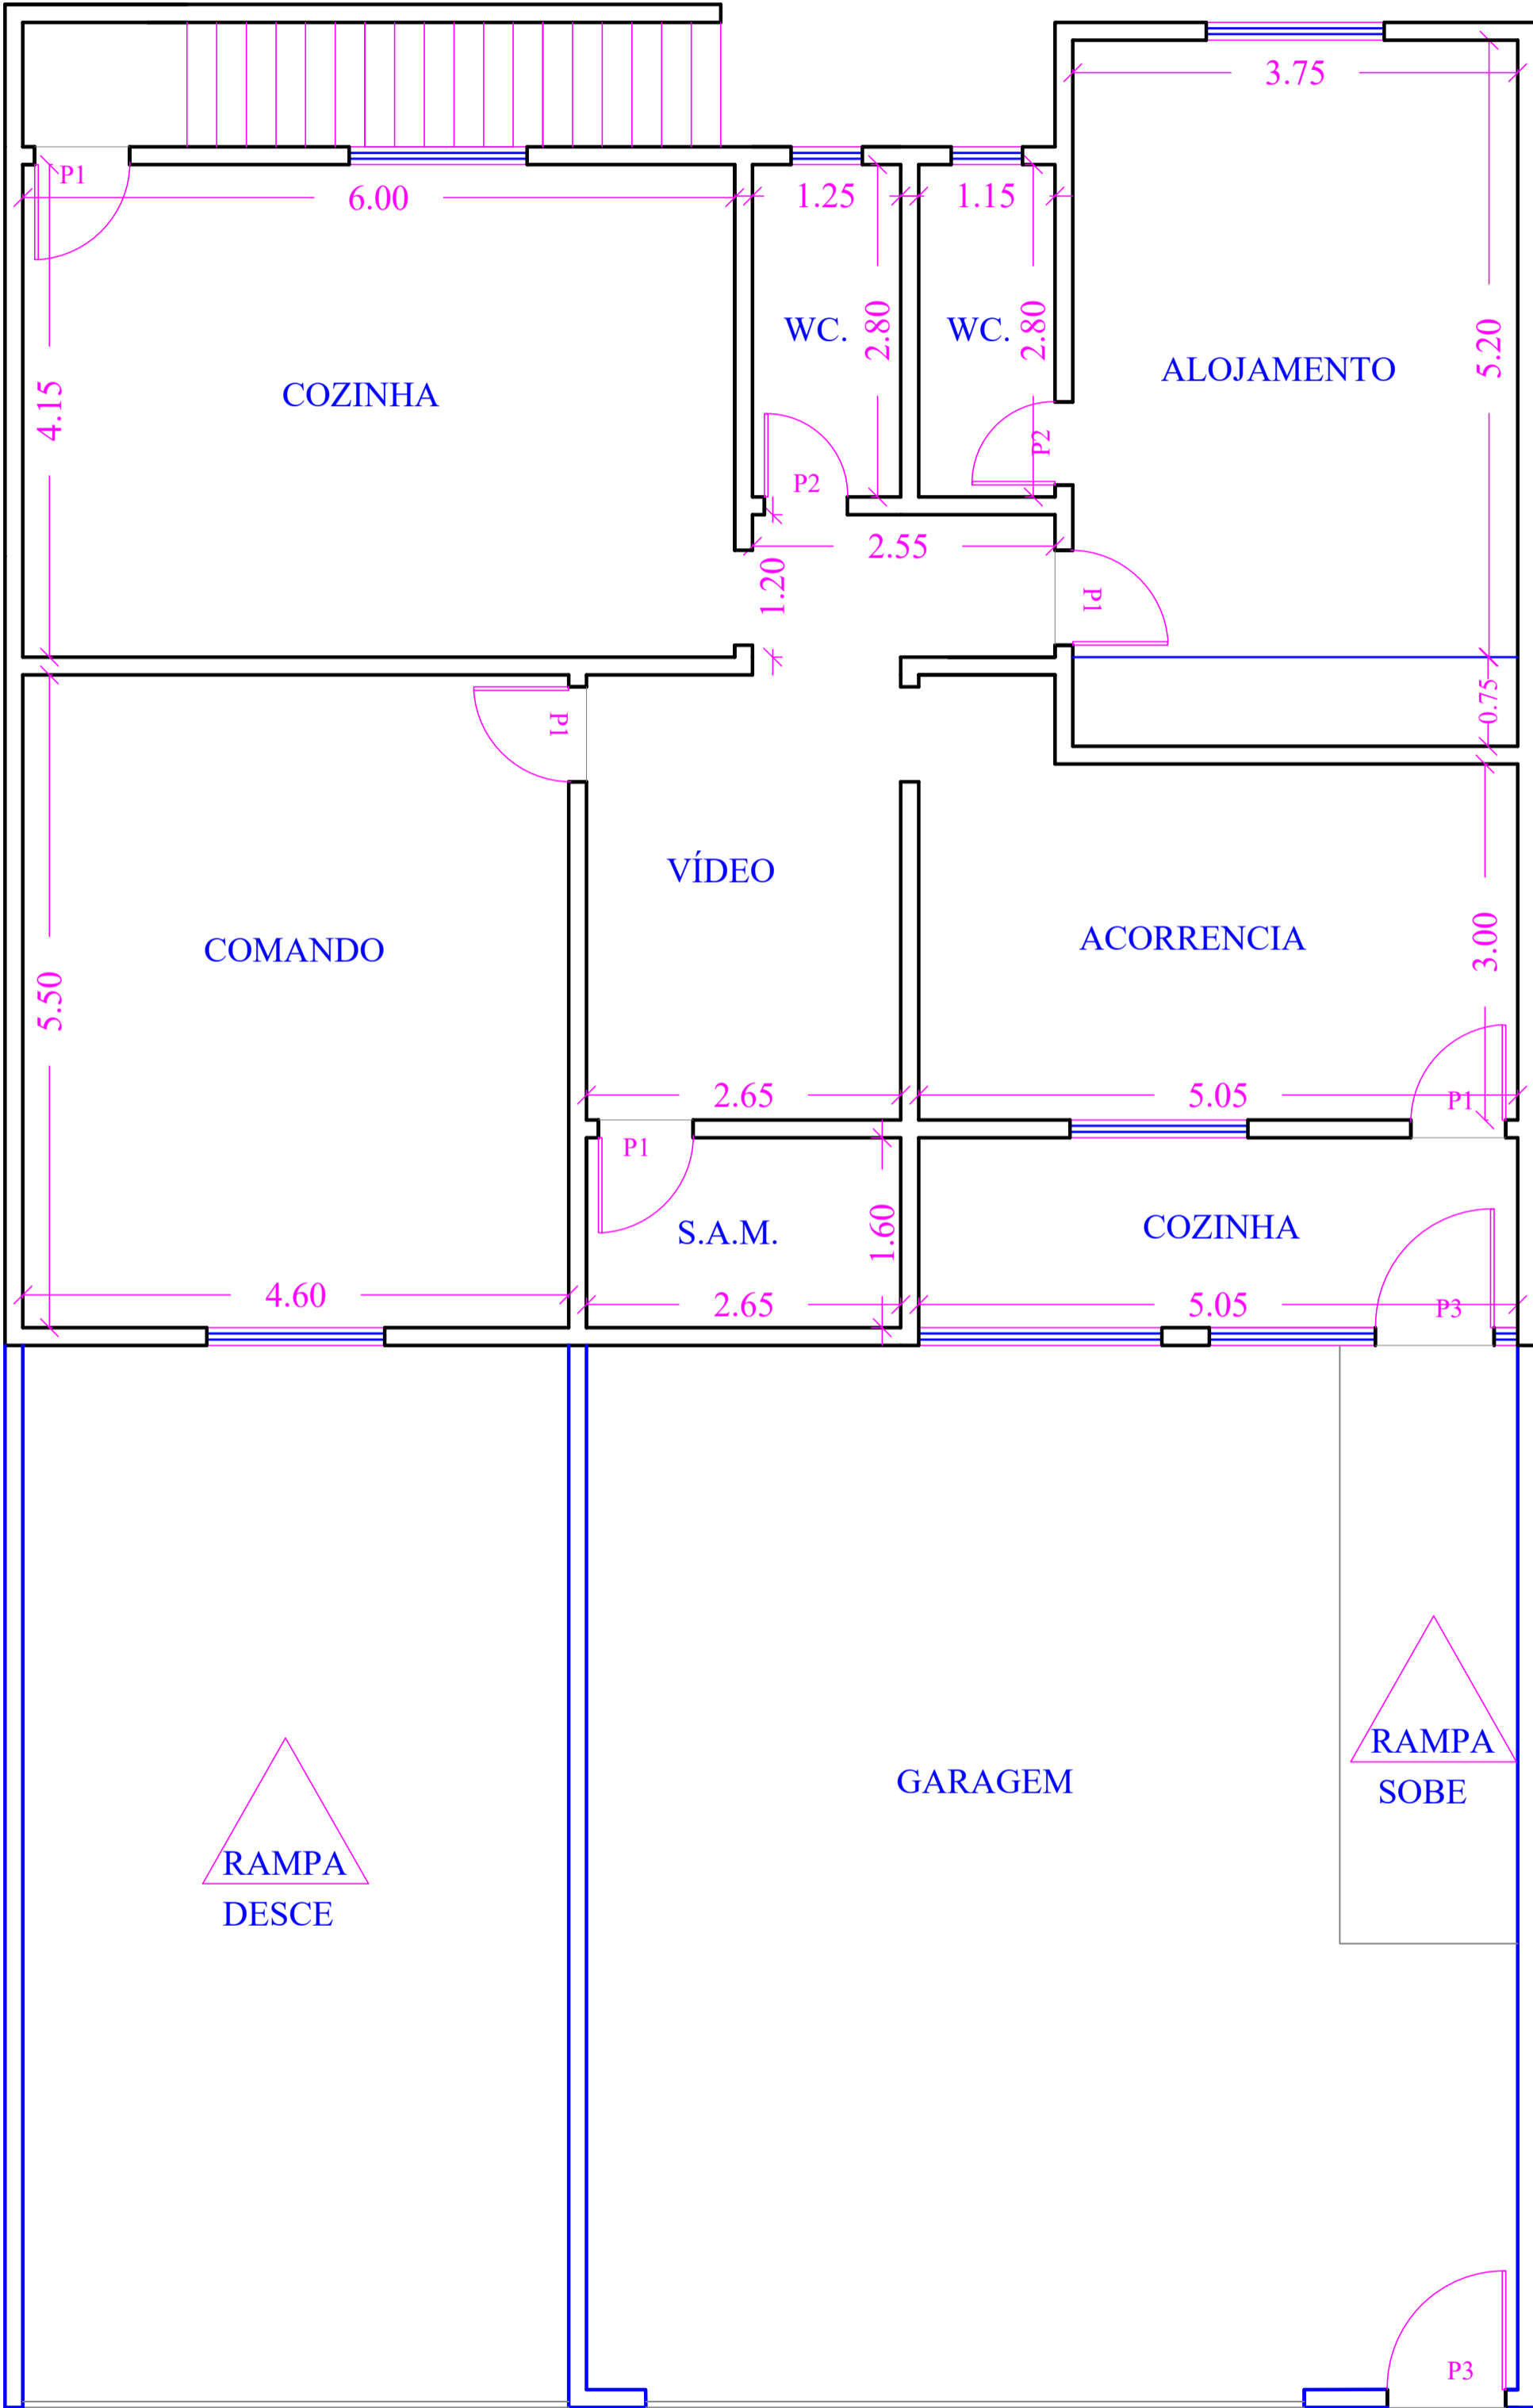 3.75
P1
6.00
1.25
1.15
WC.
2.80
WC.
2.80
5.20
ALOJAMENTO
COZINHA
4.15
P2
P2
2.55
1.20
P1
0.75
P1
VÍDEO
COMANDO
ACORRENCIA
3.00
5.50
2.65
5.05
P1
P1
S.A.M.
1.60
COZINHA
4.60
2.65
5.05
P3
RAMPA
SOBE
GARAGEM
RAMPA
DESCE
P3